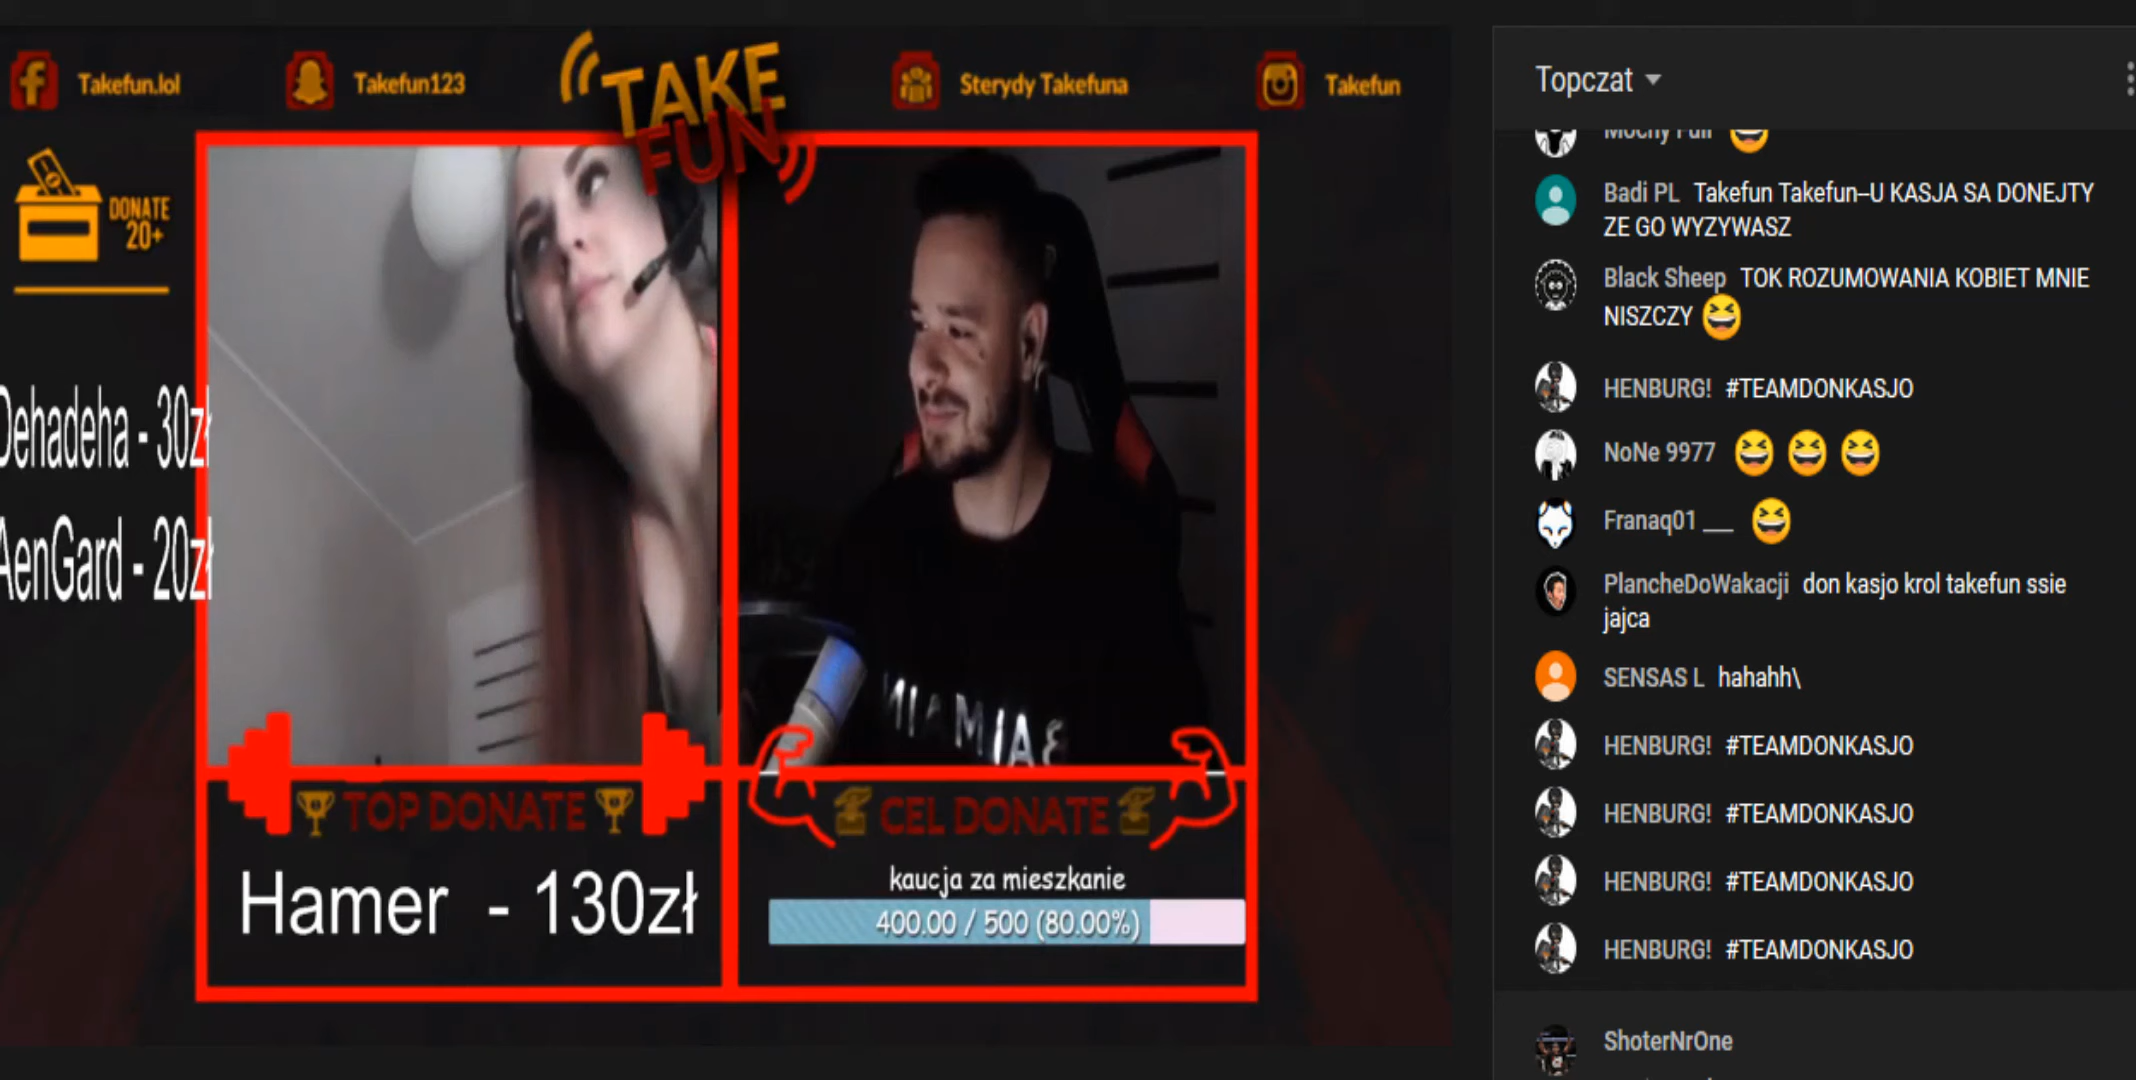 Takefun.lol
Takefun123
TAKE
FUN
Sterydy Takefuna
Takefun
DONATE
20+
Dehadeha - 30zł
AenGard - 20zł
TOP DONATE
Hamer - 130zł
CEL DONATE
kaucja za mieszkanie
400.00 / 500 (80.00%)
Topczat
Badi PL Takefun Takefun--U KASJA SA DONEJTY
ZE GO WYZYWASZ
Black Sheep TOK ROZUMOWANIA KOBIET MNIE
NISZCZY
HENBURG! #TEAMDONKASJO
NoNe 9977
Franaq01 __
PlancheDoWakacji don kasjo krol takefun ssie
jajca
SENSAS L hahahh\
HENBURG! #TEAMDONKASJO
HENBURG! #TEAMDONKASJO
HENBURG! #TEAMDONKASJO
HENBURG! #TEAMDONKASJO
ShoterNrOne